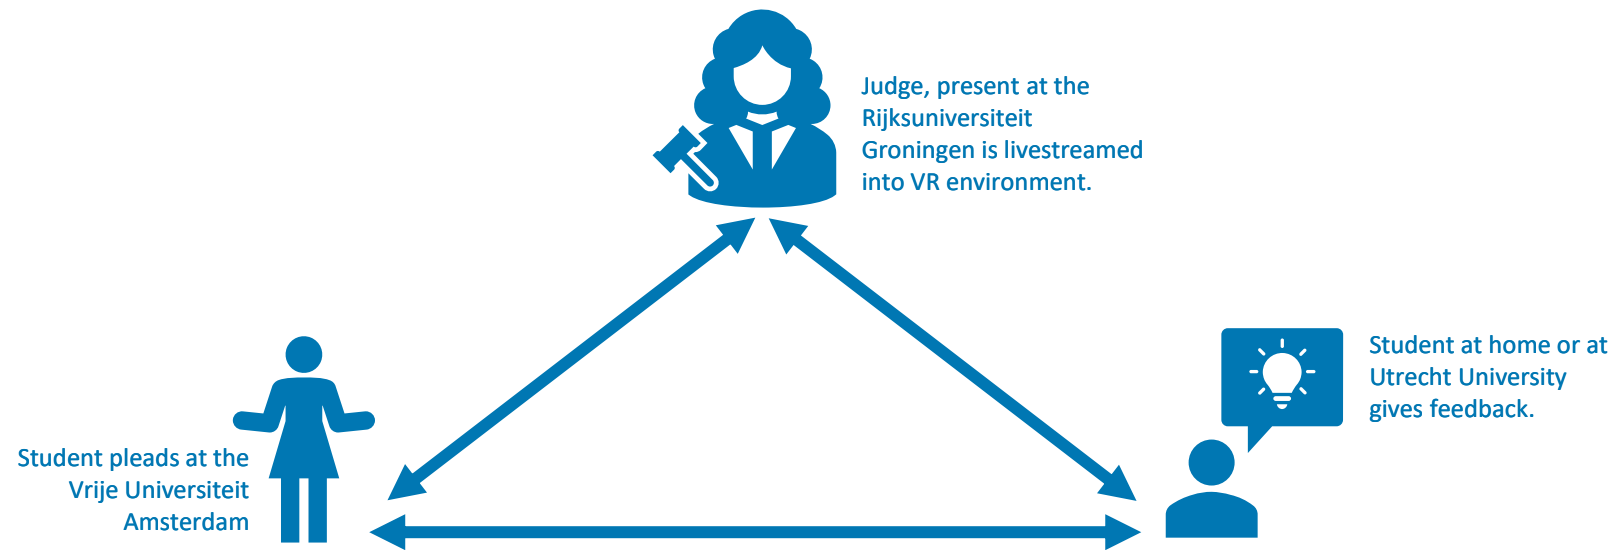 Judge, present at the
Rijksuniversiteit
Groningen is livestreamed
into VR environment.
Student at home or at
Utrecht University
gives feedback.
Student pleads at the
Vrije Universiteit
Amsterdam